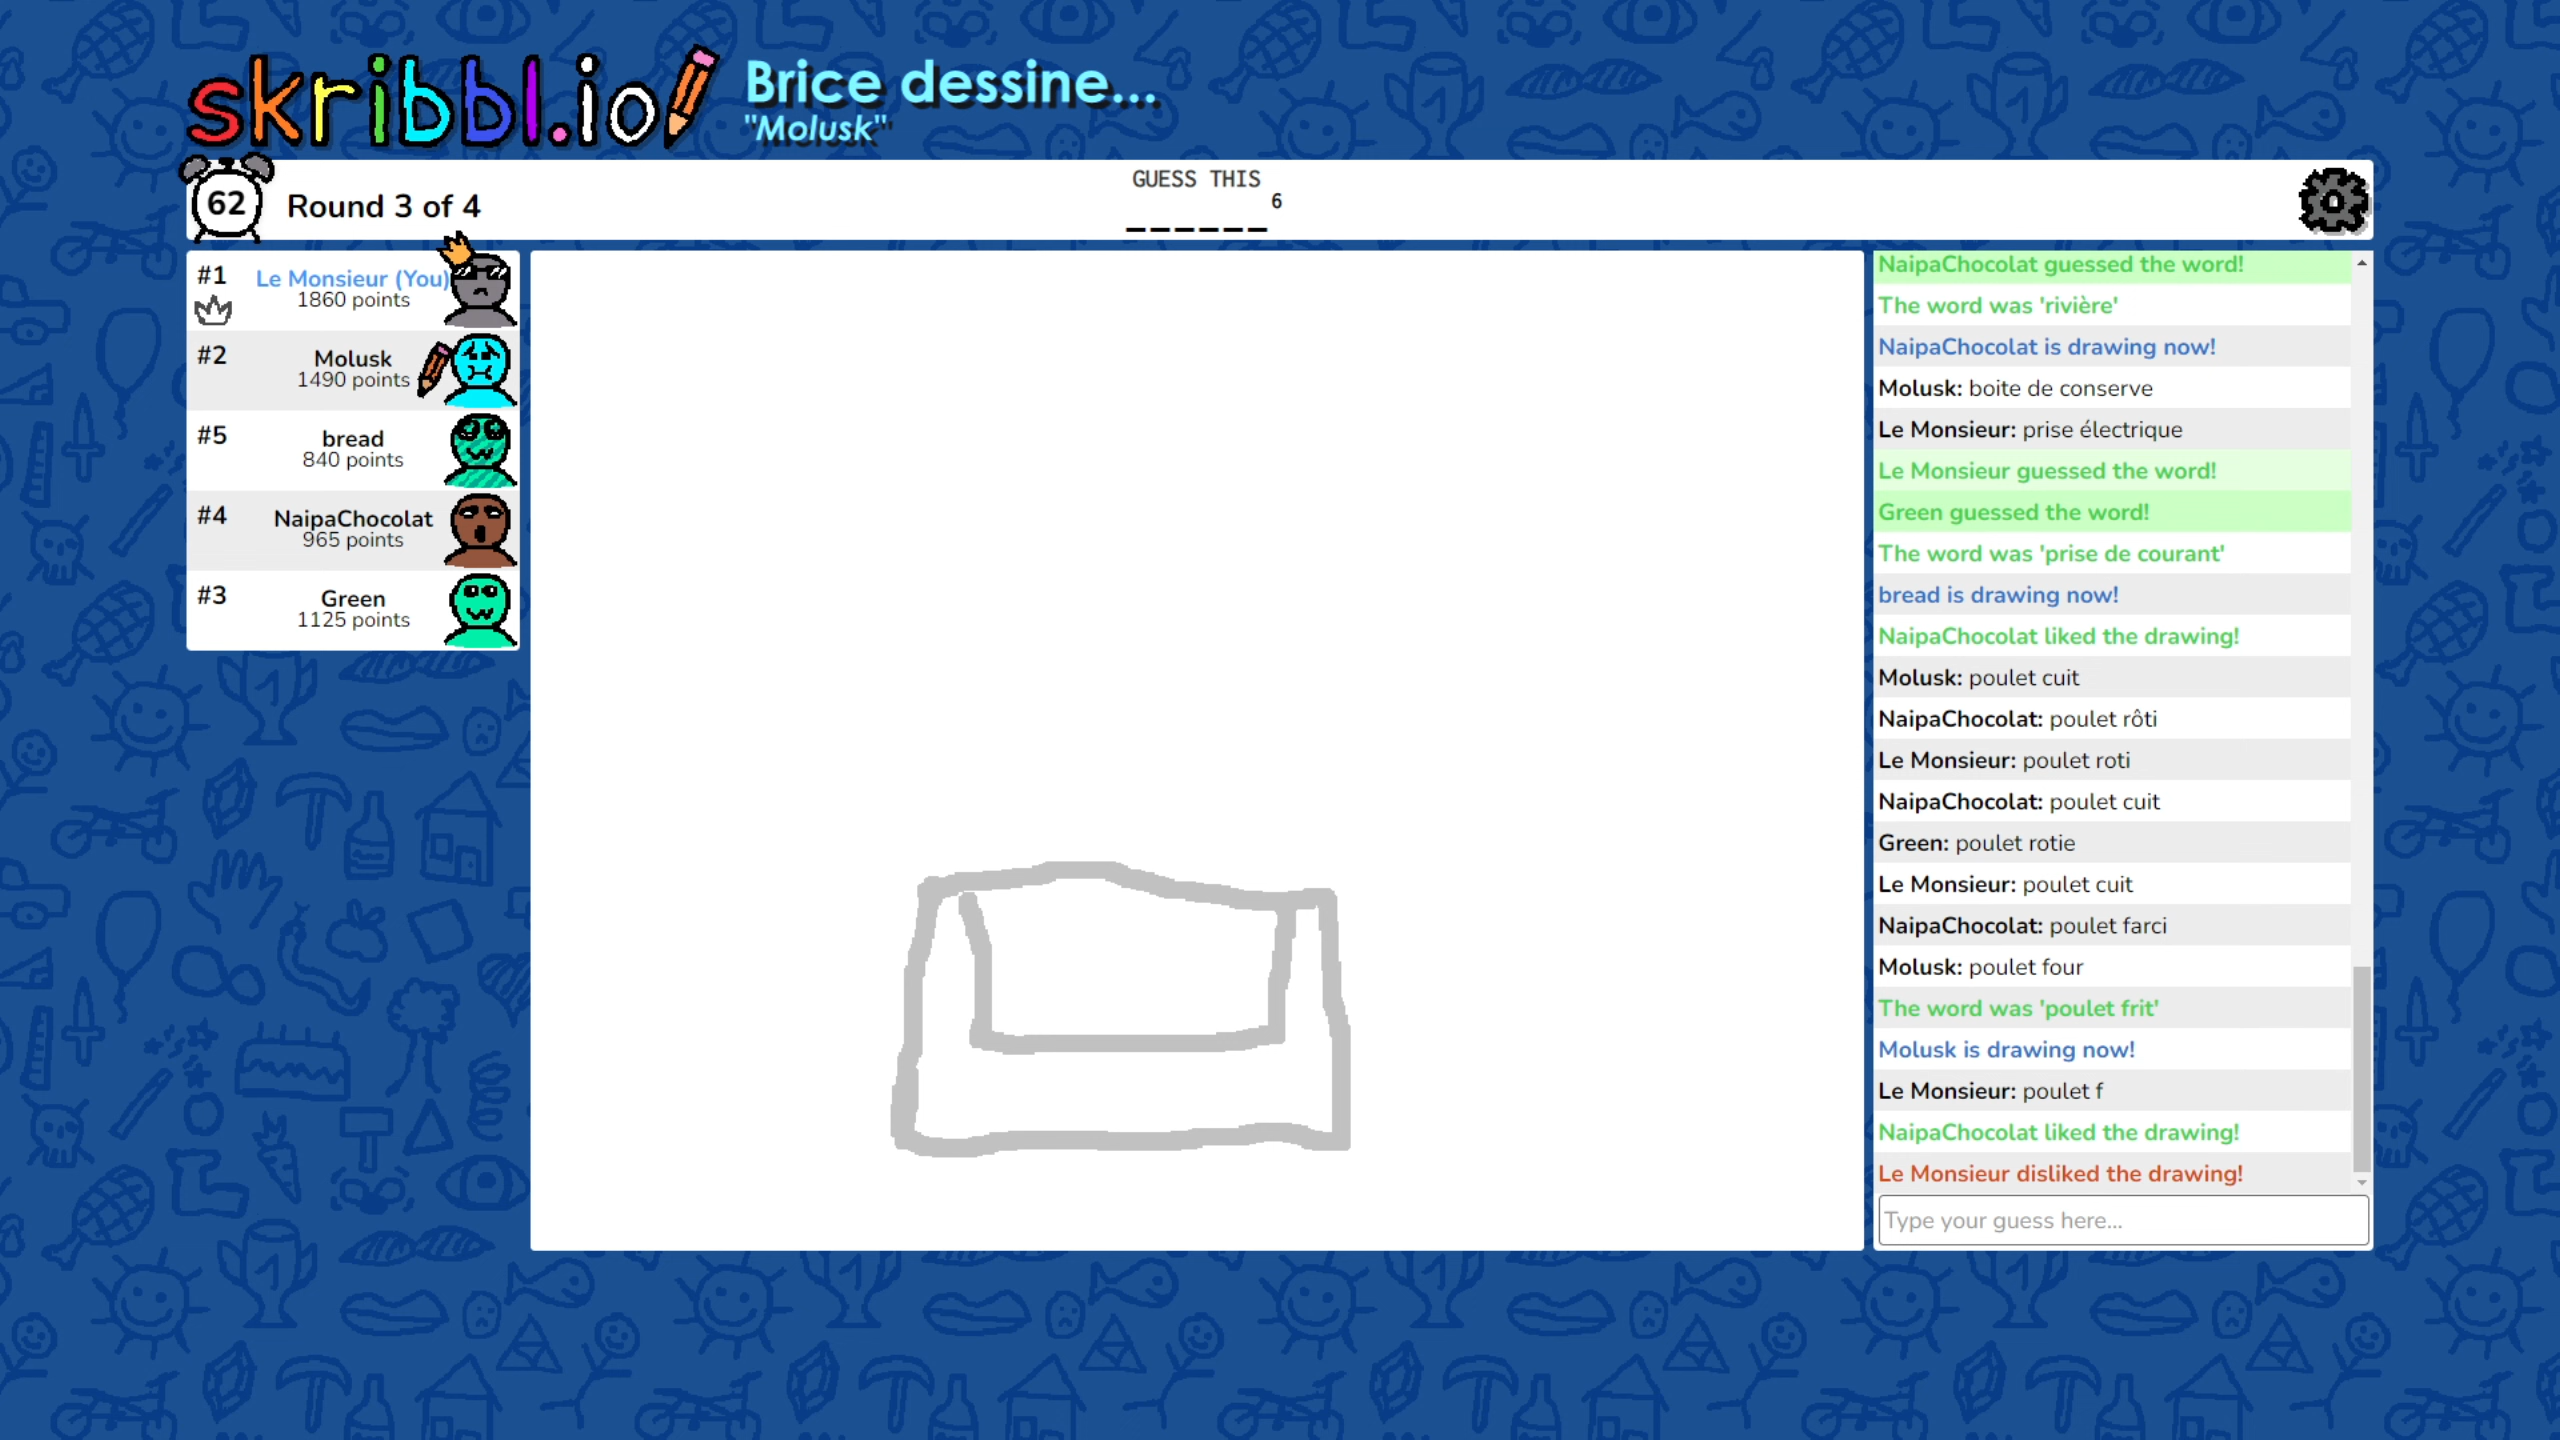 skribbl.io
Brice dessine...
"Molusk"
62
Round 3 of 4
GUESS THIS
6
______
#1
Le Monsieur (You)
1860 points
#2
Molusk
1490 points
#5
bread
840 points
#4
NaipaChocolat
965 points
#3
Green
1125 points
NaipaChocolat guessed the word!
The word was 'rivière'
NaipaChocolat is drawing now!
Molusk: boite de conserve
Le Monsieur: prise électrique
Le Monsieur guessed the word!
Green guessed the word!
The word was 'prise de courant'
bread is drawing now!
NaipaChocolat liked the drawing!
Molusk: poulet cuit
NaipaChocolat: poulet rôti
Le Monsieur: poulet roti
NaipaChocolat: poulet cuit
Green: poulet rotie
Le Monsieur: poulet cuit
NaipaChocolat: poulet farci
Molusk: poulet four
The word was 'poulet frit'
Molusk is drawing now!
Le Monsieur: poulet f
NaipaChocolat liked the drawing!
Le Monsieur disliked the drawing!
Type your guess here...